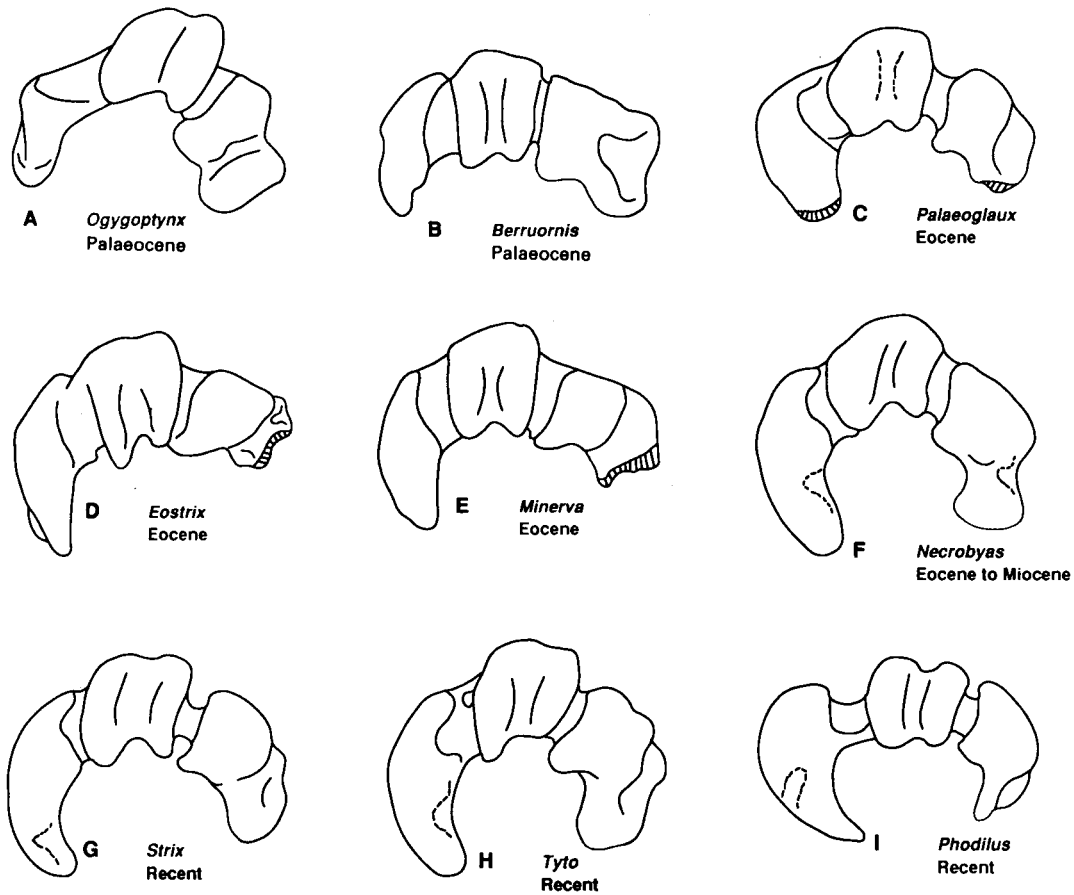 A
Ogygoptynx
Palaeocene
B
Berruornis
Palaeocene
C
Palaeoglaux
Eocene
D
Eostrix
Eocene
E
Minerva
Eocene
F
Necrobyas
Eocene to Miocene
G
Strix
Recent
H
Tyto
Recent
I
Phodilus
Recent